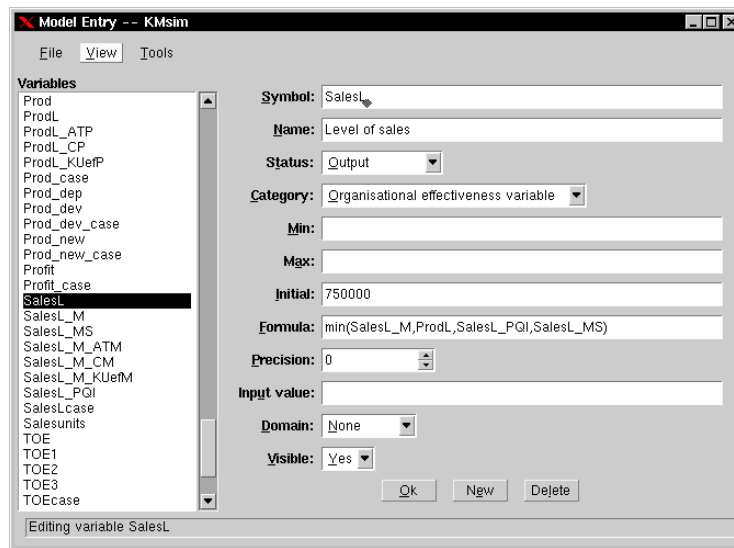 Model Entry -- KMsim
File View Tools
Variables
Prod
ProdL
ProdL_ATP
ProdL_CP
ProdL_KUefP
Prod_case
Prod_dep
Prod_dev
Prod_dev_case
Prod_new
Prod_new_case
Profit
Profit_case
SalesL
SalesL_M
SalesL_MS
SalesL_M_ATM
SalesL_M_CM
SalesL_M_KUefM
SalesL_PQI
SalesLcase
Salesunits
TOE
TOE1
TOE2
TOE3
TOEcase
Symbol: SalesL
Name: Level of sales
Status: Output
Category: Organisational effectiveness variable
Min:
Max:
Initial: 750000
Formula: min(SalesL_M,ProdL,SalesL_PQI,SalesL_MS)
Precision: 0
Input value:
Domain: None
Visible: Yes
Ok New Delete
Editing variable SalesL